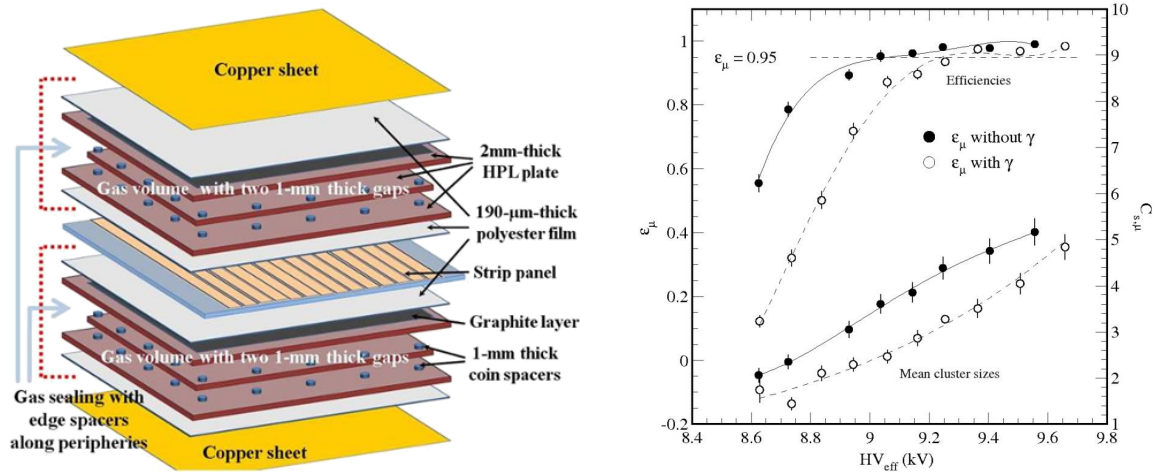 Copper sheet
2mm-thick
HPL plate
Gas volume with two 1-mm thick gaps
190-μm-thick
polyester film
Strip panel
Graphite layer
Gas volume with two 1-mm thick gaps
1-mm thick
coin spacers
Gas sealing with
edge spacers
along peripheries
Copper sheet
ε_μ
1
0.8
0.6
0.4
0.2
0
-0.2
ε_μ = 0.95
Efficiencies
ε_μ without γ
ε_μ with γ
Mean cluster sizes
10
9
8
7
6
5
4
3
2
1
C_s,μ
8.4 8.6 8.8 9 9.2 9.4 9.6 9.8
HV_eff (kV)